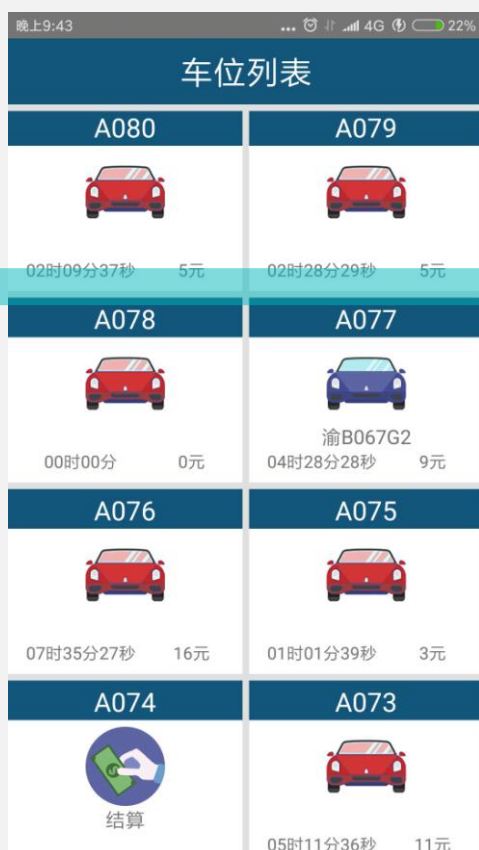 晚上9:43 ... 4G 22%
车位列表
A080 A079
02时09分37秒 5元 02时28分29秒 5元
A078 A077
渝B067G2
00时00分 0元 04时28分28秒 9元
A076 A075
07时35分27秒 16元 01时01分39秒 3元
A074 A073
结算
05时11分36秒 11元